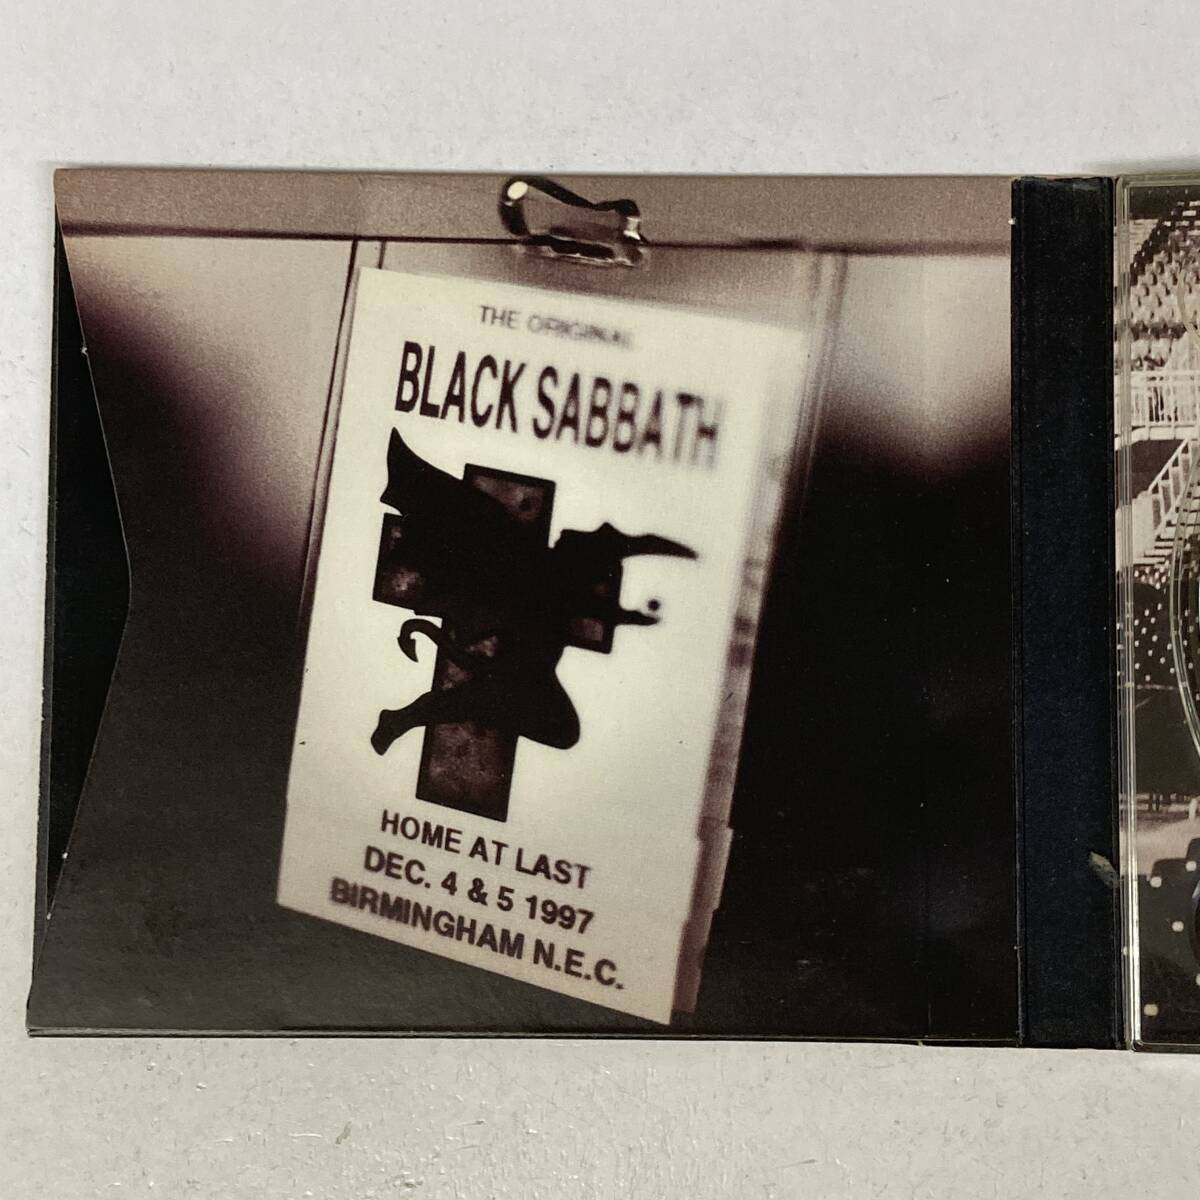 THE ORIGINAL
BLACK SABBATH
HOME AT LAST
DEC. 4 & 5 1997
BIRMINGHAM N.E.C.